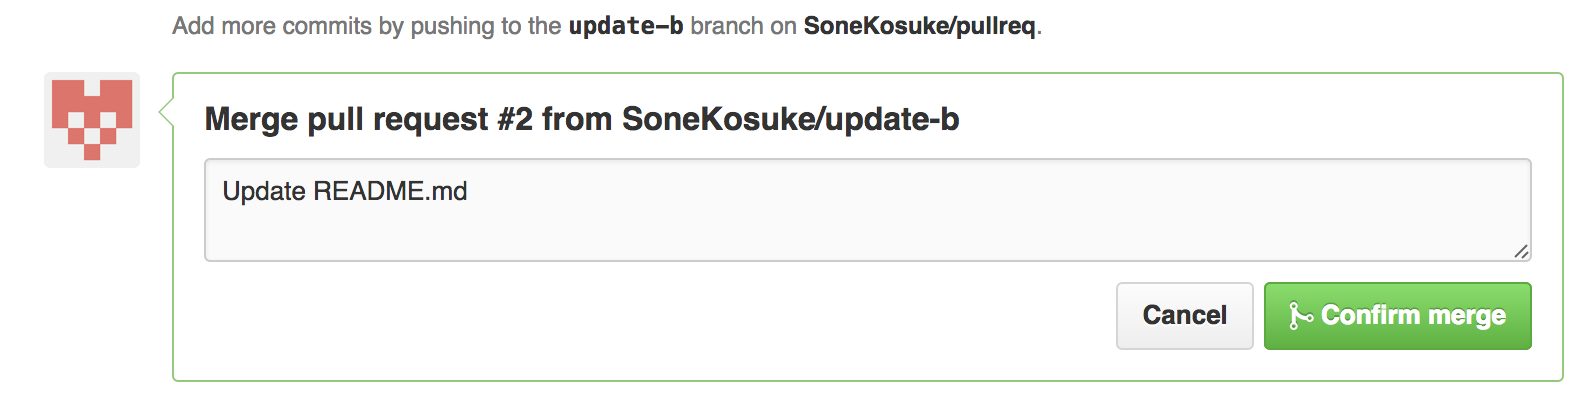 Add more commits by pushing to the update-b branch on SoneKosuke/pullreq.
Merge pull request #2 from SoneKosuke/update-b
Update README.md
Cancel
Confirm merge